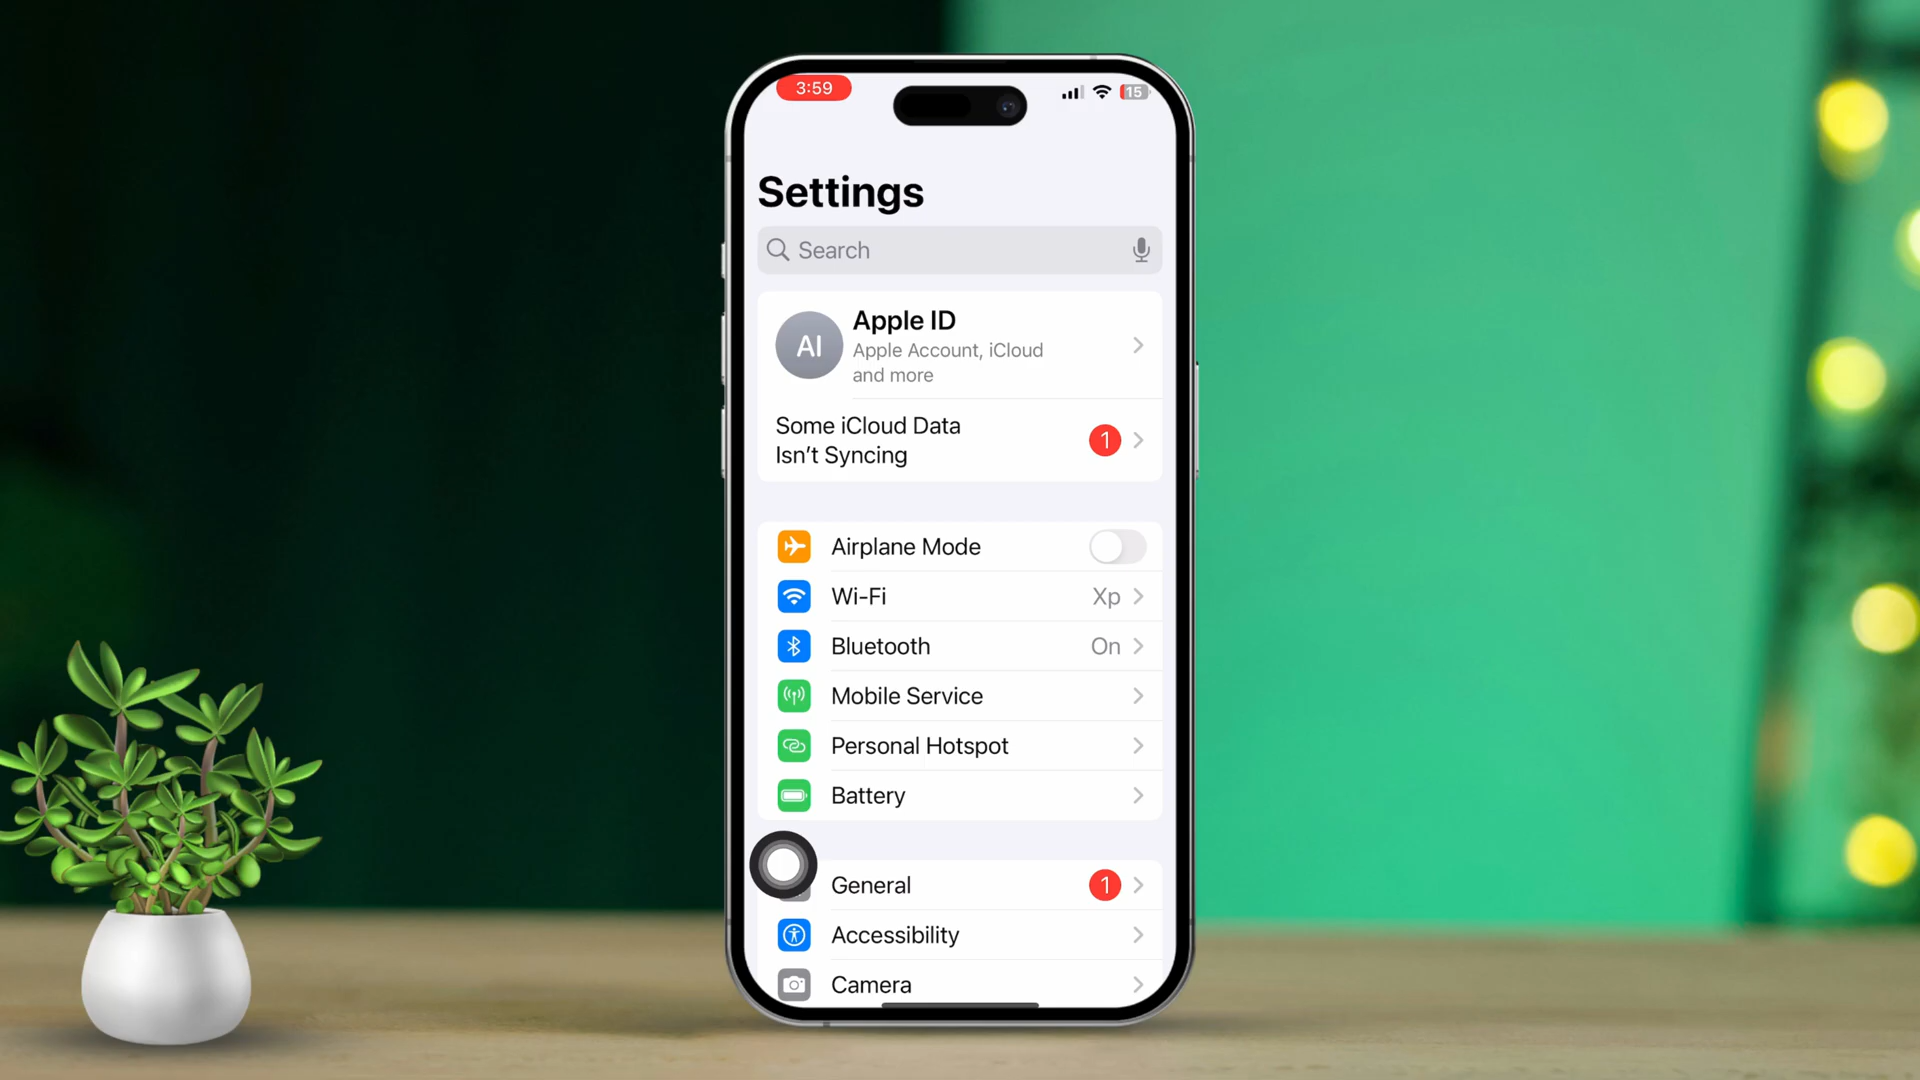 3:59
15
Settings
Search
AI
Apple ID
Apple Account, iCloud
and more
Some iCloud Data
Isn't Syncing
1
Airplane Mode
Wi-Fi
Xp
Bluetooth
On
Mobile Service
Personal Hotspot
Battery
General
1
Accessibility
Camera